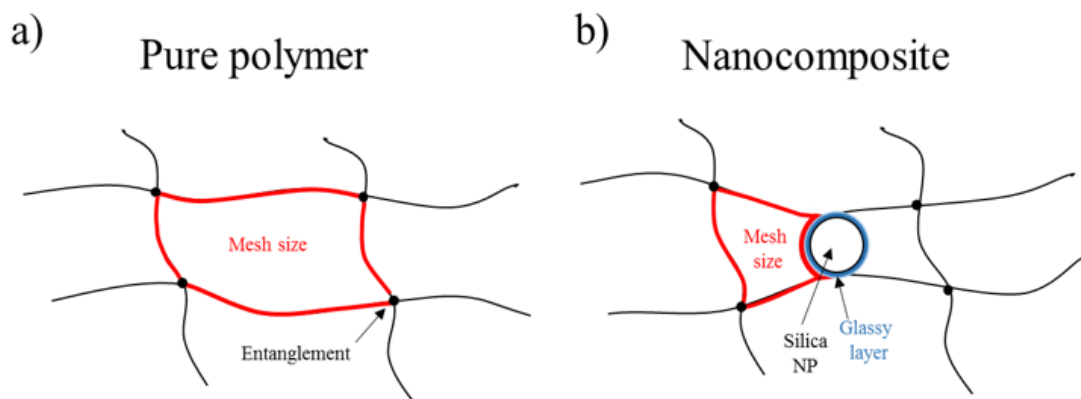 a)
Pure polymer
Mesh size
Entanglement
b)
Nanocomposite
Mesh
size
Silica
NP
Glassy
layer